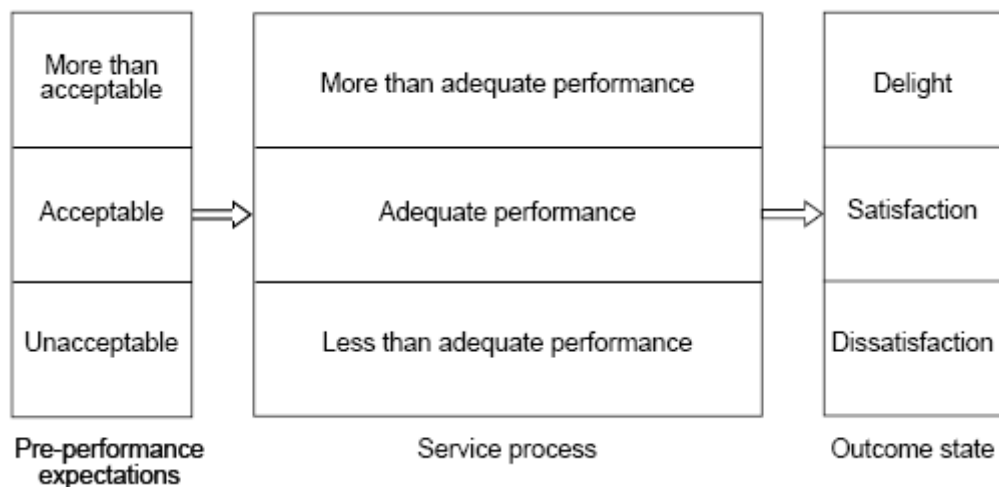 More than
acceptable
More than adequate performance
Delight
Acceptable
Adequate performance
Satisfaction
Unacceptable
Less than adequate performance
Dissatisfaction
Pre-performance
expectations
Service process
Outcome state